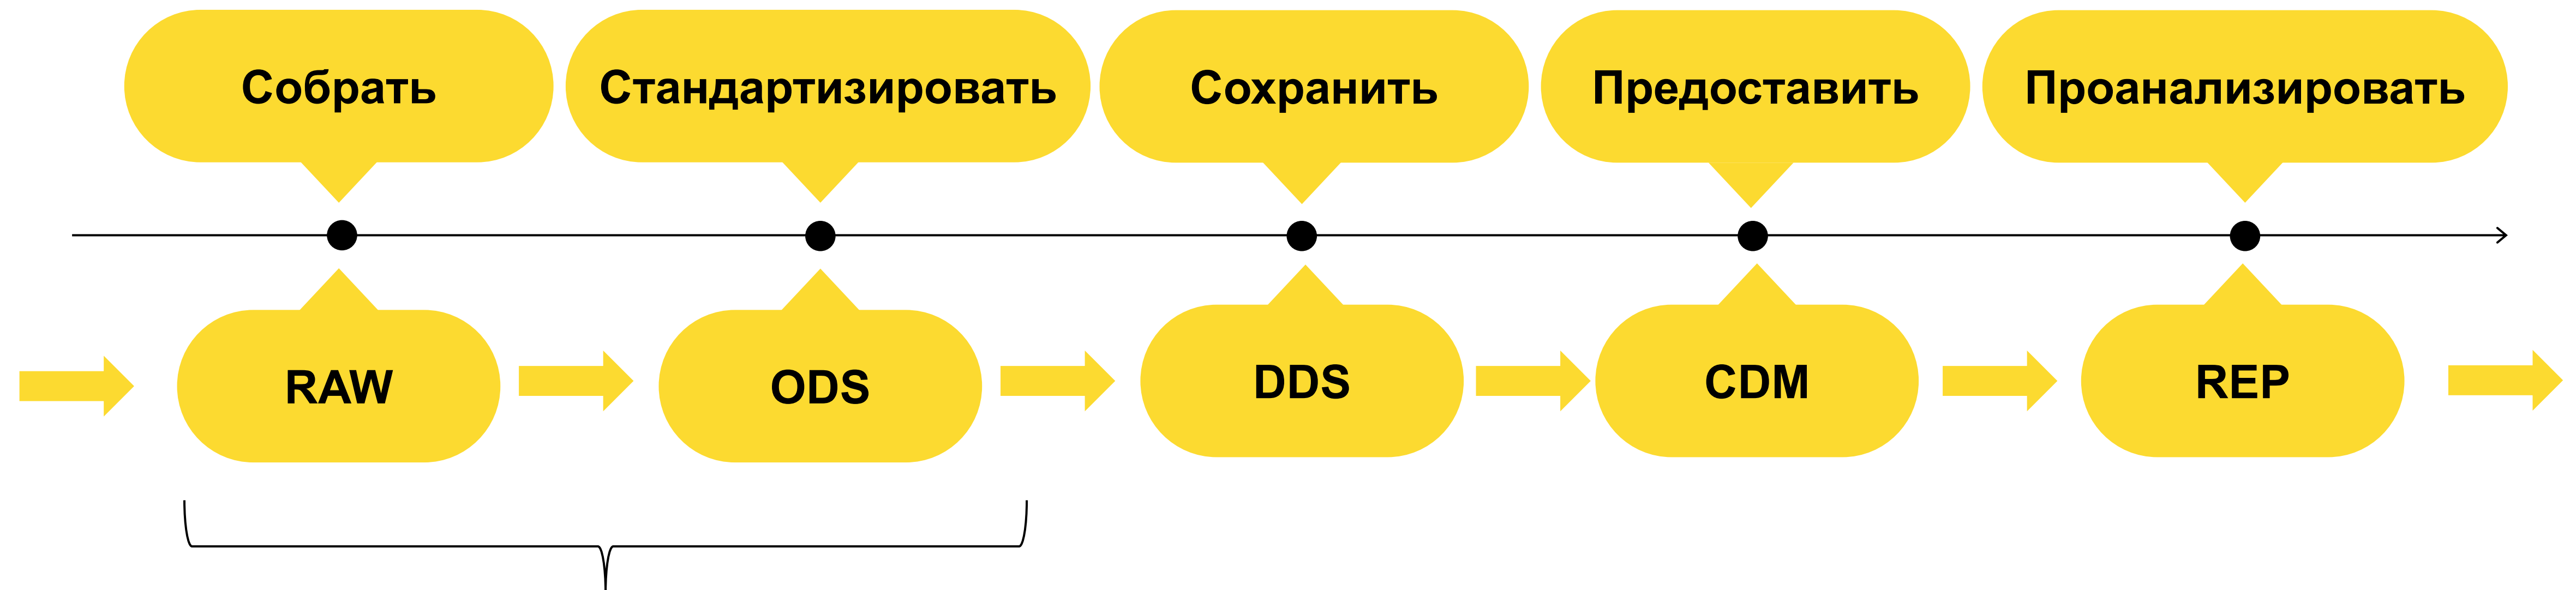 Собрать
Стандартизировать
Сохранить
Предоставить
Проанализировать
RAW
ODS
DDS
CDM
REP